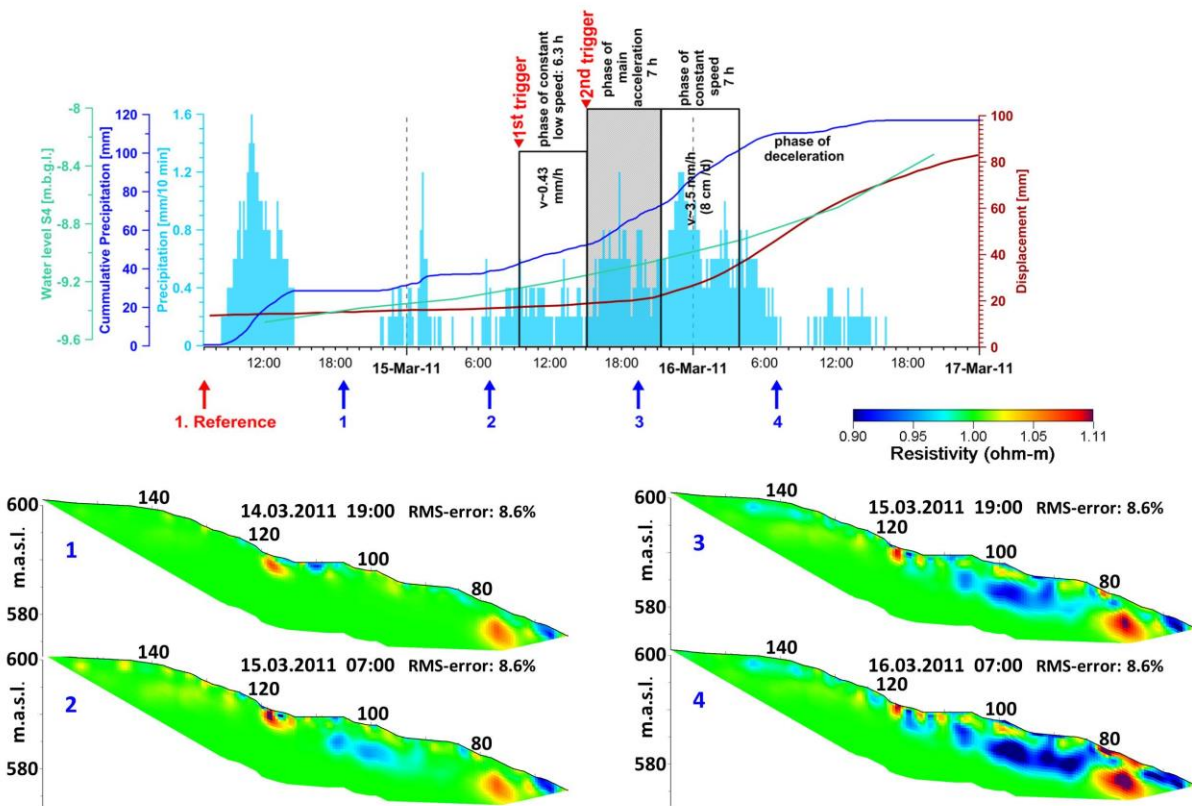 1st trigger
phase of constant
low speed: 6.3 h
2nd trigger
phase of
main
acceleration
7 h
phase of
constant
speed
7 h
Water level S4 [m.b.g.l.]
-8
-8.4
-8.8
-9.2
-9.6
Cummulative Precipitation [mm]
120
100
80
60
40
20
0
Precipitation [mm/10 min]
1.6
1.2
0.8
0.4
0
v~0.43
mm/h
v~3.5 mm/h
(8 cm /d)
phase of
deceleration
100
80
60
40
20
0
Displacement [mm]
12:00 18:00 15-Mar-11 6:00 12:00 18:00 16-Mar-11 6:00 12:00 18:00 17-Mar-11
1. Reference 1 2 3 4
0.90 0.95 1.00 1.05 1.11
Resistivity (ohm-m)
600
m.a.s.l.
580
1
140
120
100
80
14.03.2011 19:00 RMS-error: 8.6%
600
m.a.s.l.
580
2
140
120
100
80
15.03.2011 07:00 RMS-error: 8.6%
600
m.a.s.l.
580
3
140
120
100
80
15.03.2011 19:00 RMS-error: 8.6%
600
m.a.s.l.
580
4
140
120
100
80
16.03.2011 07:00 RMS-error: 8.6%